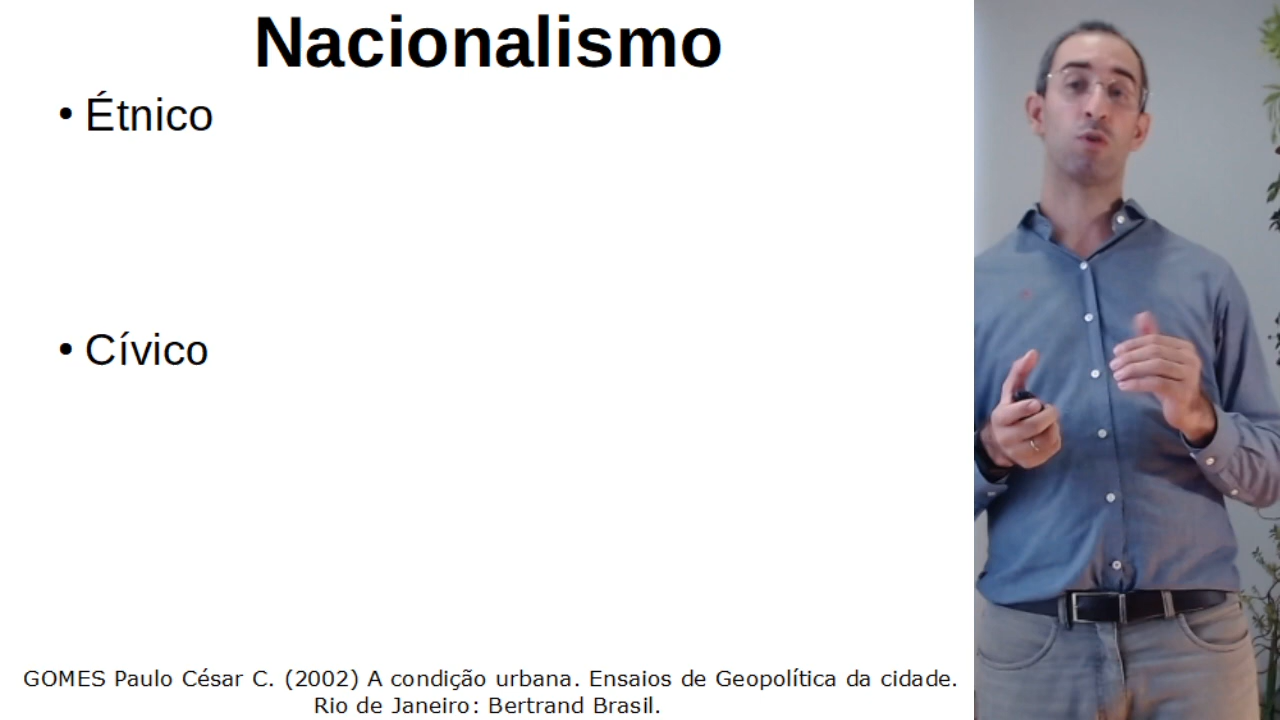 Nacionalismo
• Étnico
• Cívico
GOMES Paulo César C. (2002) A condição urbana. Ensaios de Geopolítica da cidade.
Rio de Janeiro: Bertrand Brasil.